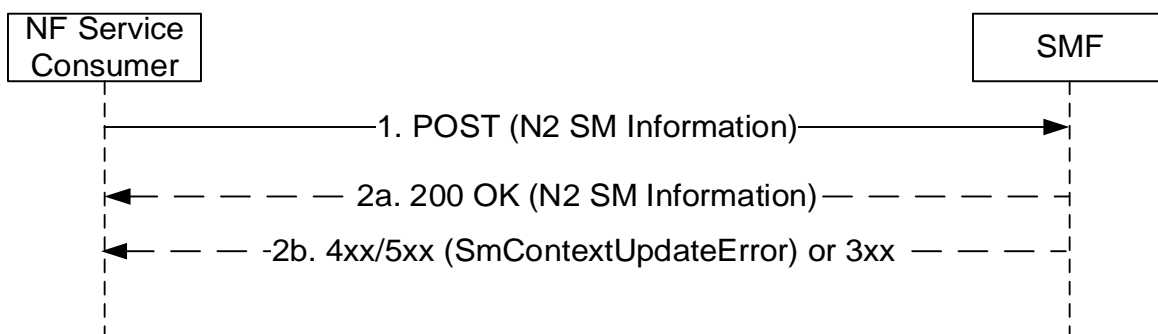 NF Service
Consumer
SMF
1. POST (N2 SM Information)
2a. 200 OK (N2 SM Information)
2b. 4xx/5xx (SmContextUpdateError) or 3xx